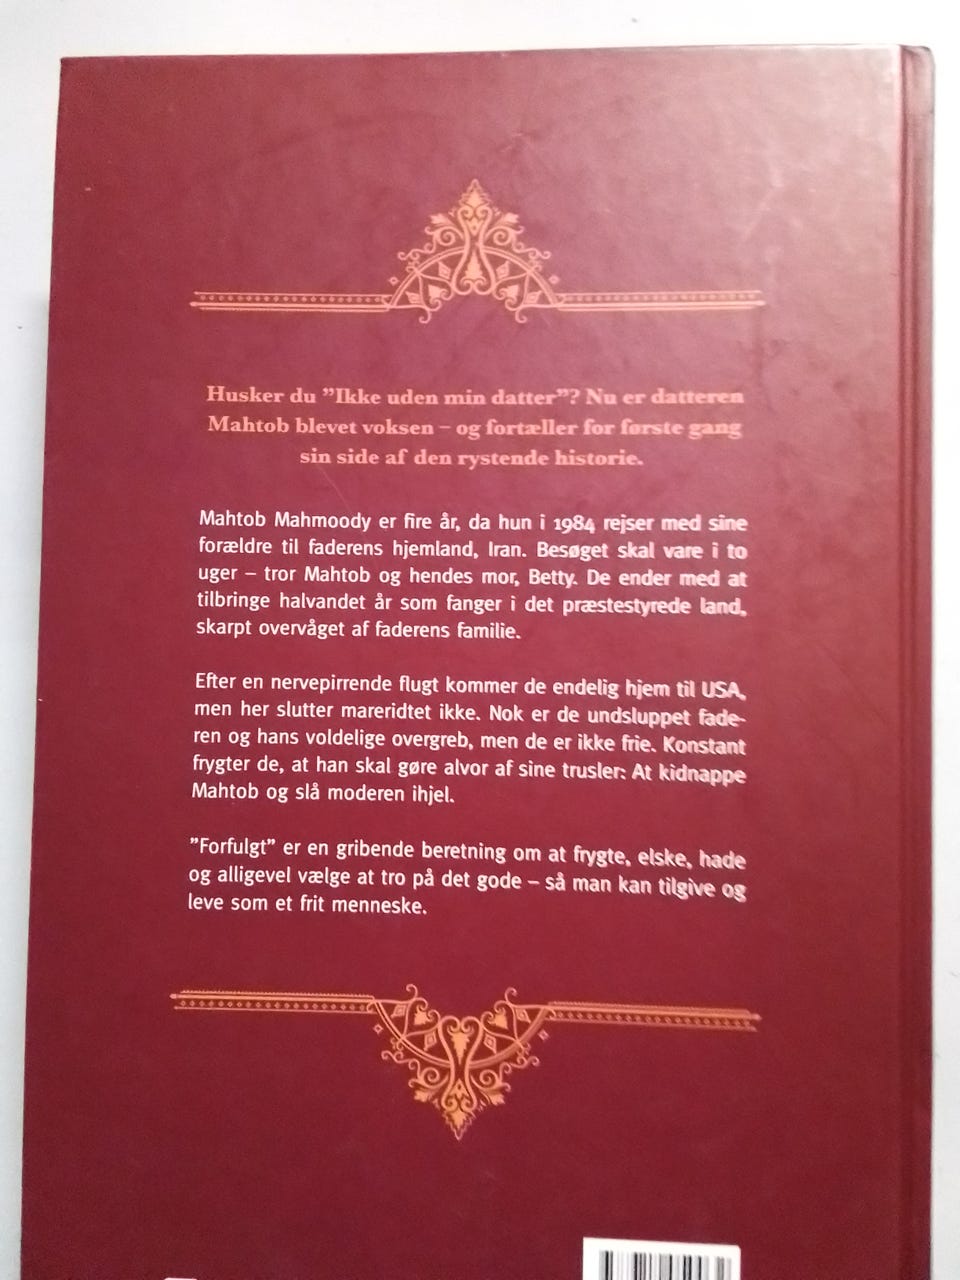 Husker du ”Ikke uden min datter”? Nu er datteren
Mahtob blevet voksen – og fortæller for første gang
sin side af den rystende historie.
Mahtob Mahmoody er fire år, da hun i 1984 rejser med sine
forældre til faderens hjemland, Iran. Besøget skal vare i to
uger – tror Mahtob og hendes mor, Betty. De ender med at
tilbringe halvandet år som fanger i det præstestyrede land,
skarpt overvåget af faderens familie.
Efter en nervepirrende flugt kommer de endelig hjem til USA,
men her slutter mareridtet ikke. Nok er de undsluppet fade-
ren og hans voldelige overgreb, men de er ikke frie. Konstant
frygter de, at han skal gøre alvor af sine trusler: At kidnappe
Mahtob og slå moderen ihjel.
”Forfulgt” er en gribende beretning om at frygte, elske, hade
og alligevel vælge at tro på det gode – så man kan tilgive og
leve som et frit menneske.